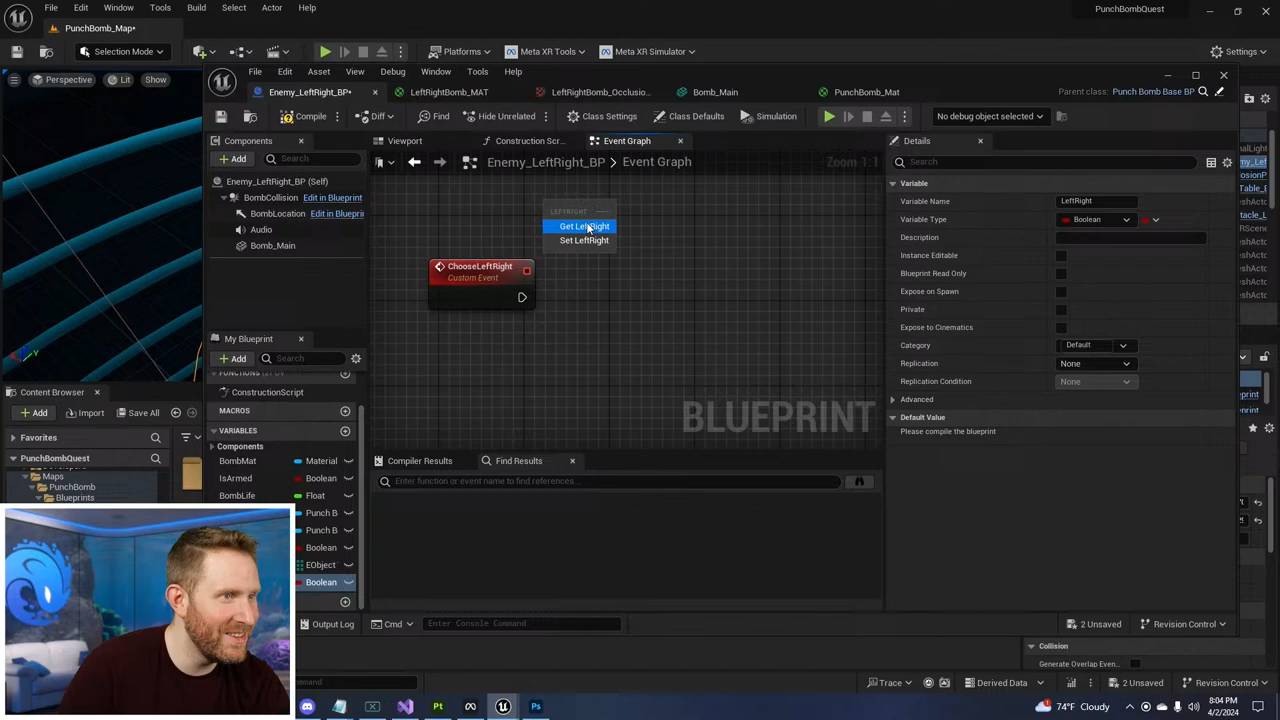 File Edit Window Tools Build Select Actor Help
PunchBomb_Map•
PunchBombQuest
Selection Mode
Platforms
Meta XR Tools
Meta XR Simulator
Settings
Perspective
Lit
Show
File Edit Asset View Debug Window Tools Help
Enemy_LeftRight_BP•
LeftRightBomb_MAT
LeftRightBomb_Occlusio...
Bomb_Main
PunchBomb_Mat
Parent class: Punch Bomb Base BP
Compile
Diff
Find
Hide Unrelated
Class Settings
Class Defaults
Simulation
No debug object selected
Components
Add
Search
Enemy_LeftRight_BP (Self)
BombCollision Edit in Blueprint
BombLocation Edit in Bluepri
Audio
Bomb_Main
Viewport
Construction Scr...
Event Graph
Enemy_LeftRight_BP > Event Graph
Zoom 1:1
LEFTRIGHT
Get LeftRight
Set LeftRight
ChooseLeftRight
Custom Event
BLUEPRINT
My Blueprint
Add
Search
ConstructionScript
MACROS
VARIABLES
Components
BombMat Material
IsArmed Boolean
BombLife Float
Punch B
Punch B
Boolean
EObject
Boolean
Compiler Results
Find Results
Enter function or event name to find references...
Details
Search
Variable
Variable Name LeftRight
Variable Type Boolean
Description
Instance Editable
Blueprint Read Only
Expose on Spawn
Private
Expose to Cinematics
Category Default
Replication None
Replication Condition None
Advanced
Default Value
Please compile the blueprint
Content Browser
Add Import Save All
Favorites
PunchBombQuest
Maps
PunchBomb
Blueprints
Output Log
Cmd
Enter Console Command
2 Unsaved
Revision Control
Collision
Generate Overlap Even...
Trace
Derived Data
2 Unsaved
Revision Control
74°F Cloudy
8:04 PM
4/2/2024